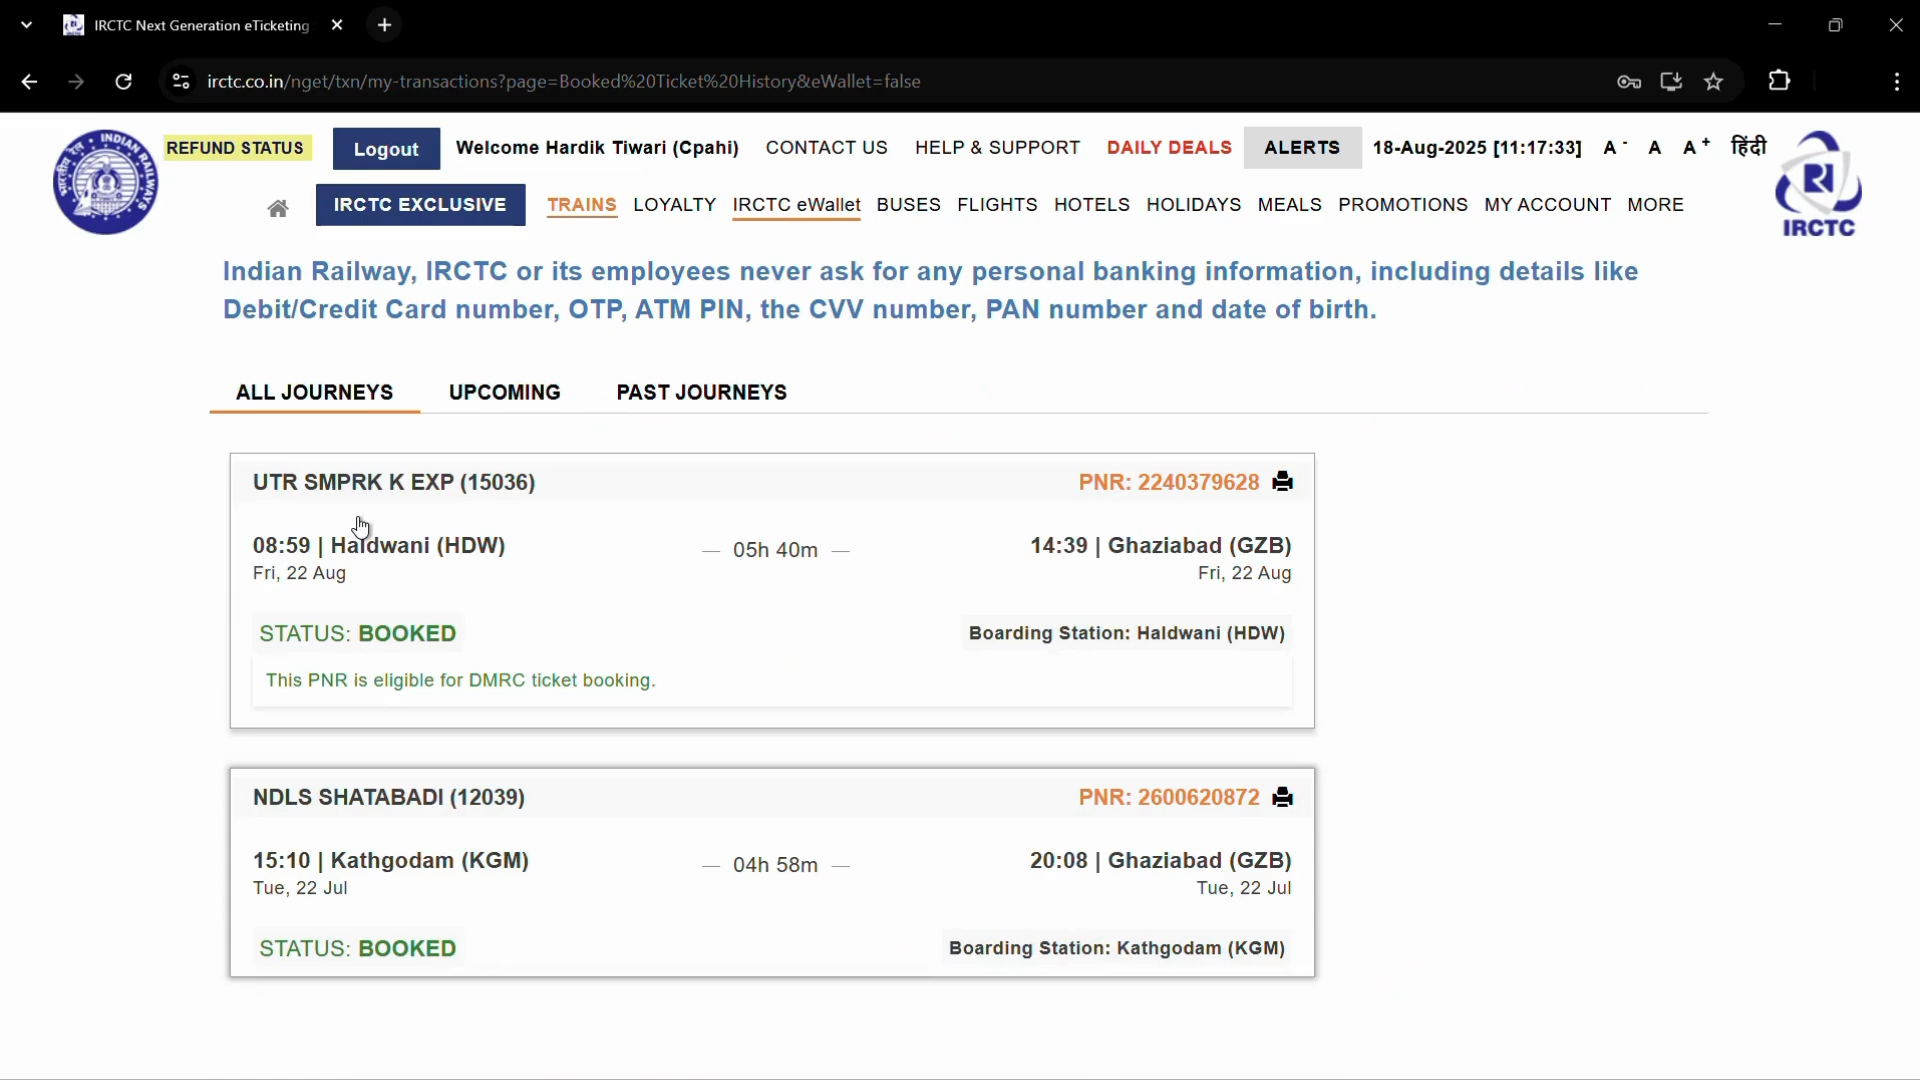 IRCTC Next Generation eTicketing
irctc.co.in/nget/txn/my-transactions?page=Booked%20Ticket%20History&eWallet=false
REFUND STATUS Logout Welcome Hardik Tiwari (Cpahi) CONTACT US HELP & SUPPORT DAILY DEALS ALERTS 18-Aug-2025 [11:17:33] A- A A+ हिंदी
IRCTC EXCLUSIVE TRAINS LOYALTY IRCTC eWallet BUSES FLIGHTS HOTELS HOLIDAYS MEALS PROMOTIONS MY ACCOUNT MORE
INDIAN RAILWAYS
भारतीय रेल
IRCTC
Indian Railway, IRCTC or its employees never ask for any personal banking information, including details like
Debit/Credit Card number, OTP, ATM PIN, the CVV number, PAN number and date of birth.
ALL JOURNEYS UPCOMING PAST JOURNEYS
UTR SMPRK K EXP (15036) PNR: 2240379628
08:59 | Haldwani (HDW) — 05h 40m — 14:39 | Ghaziabad (GZB)
Fri, 22 Aug Fri, 22 Aug
STATUS: BOOKED Boarding Station: Haldwani (HDW)
This PNR is eligible for DMRC ticket booking.
NDLS SHATABADI (12039) PNR: 2600620872
15:10 | Kathgodam (KGM) — 04h 58m — 20:08 | Ghaziabad (GZB)
Tue, 22 Jul Tue, 22 Jul
STATUS: BOOKED Boarding Station: Kathgodam (KGM)